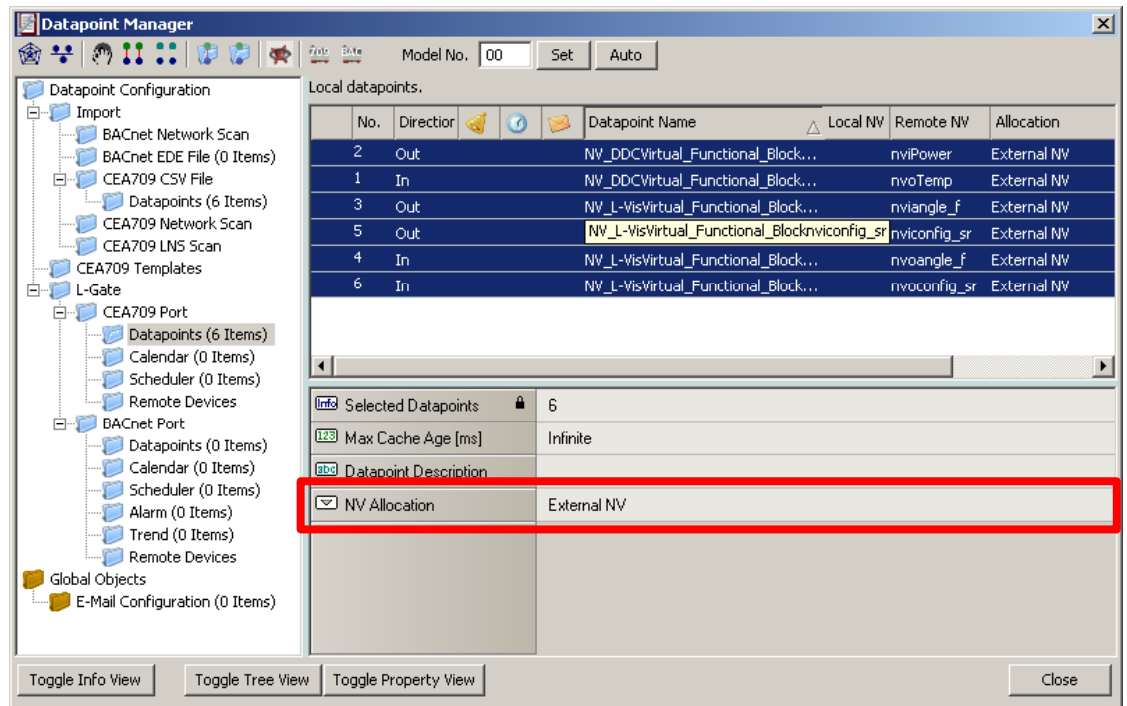 Datapoint Manager
Model No. 00 Set Auto
Datapoint Configuration
Import
BACnet Network Scan
BACnet EDE File (0 Items)
CEA709 CSV File
Datapoints (6 Items)
CEA709 Network Scan
CEA709 LNS Scan
CEA709 Templates
L-Gate
CEA709 Port
Datapoints (6 Items)
Calendar (0 Items)
Scheduler (0 Items)
Remote Devices
BACnet Port
Datapoints (0 Items)
Calendar (0 Items)
Scheduler (0 Items)
Alarm (0 Items)
Trend (0 Items)
Remote Devices
Global Objects
E-Mail Configuration (0 Items)
Local datapoints.
No. Direction Datapoint Name Local NV Remote NV Allocation
2 Out NV_DDCVirtual_Functional_Block... nviPower External NV
1 In NV_DDCVirtual_Functional_Block... nvoTemp External NV
3 Out NV_L-VisVirtual_Functional_Block... nviangle_f External NV
5 Out NV_L-VisVirtual_Functional_Blocknviconfig_sr nviconfig_sr External NV
4 In NV_L-VisVirtual_Functional_Block... nvoangle_f External NV
6 In NV_L-VisVirtual_Functional_Block... nvoconfig_sr External NV
Info Selected Datapoints 6
123 Max Cache Age [ms] Infinite
abc Datapoint Description
NV Allocation External NV
Toggle Info View Toggle Tree View Toggle Property View Close